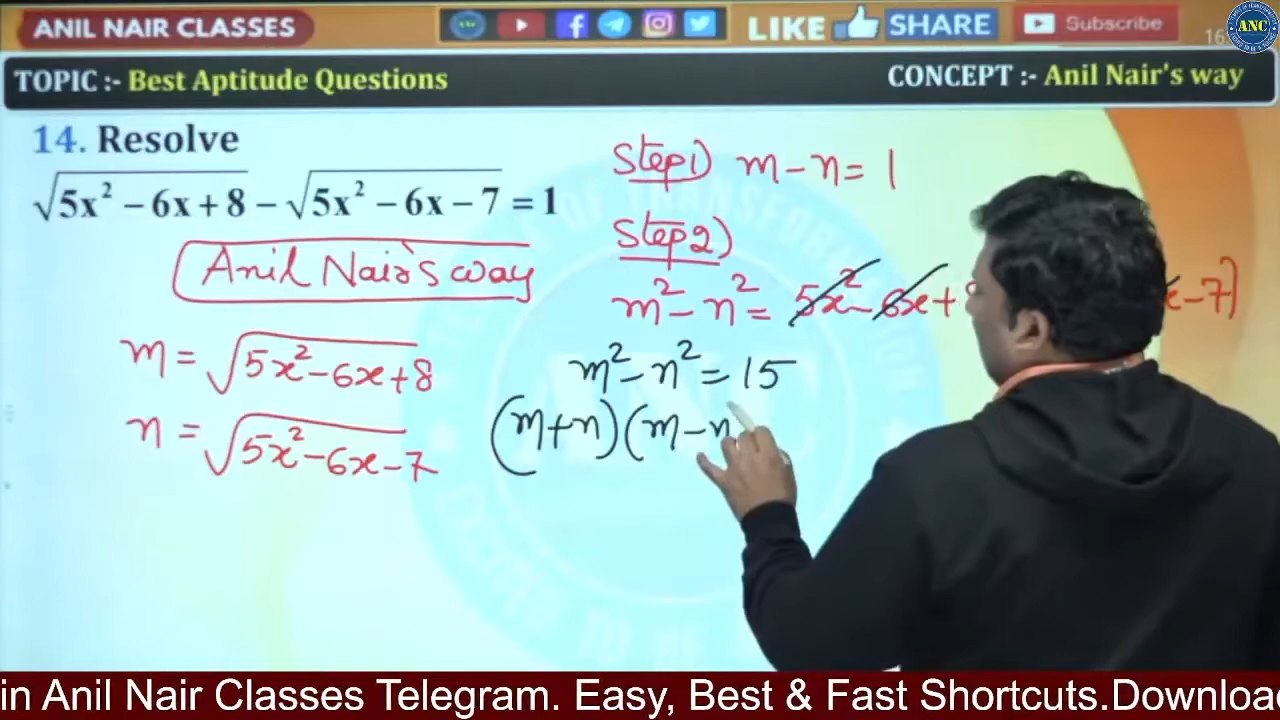 ANIL NAIR CLASSES
LIKE SHARE
Subscribe
ANC
TOPIC :- Best Aptitude Questions
CONCEPT :- Anil Nair's way
14. Resolve
√5x² − 6x + 8 − √5x² − 6x − 7 = 1
Anil Nair's way
m = √5x²-6x+8
n = √5x²-6x-7
Step1) m-n= 1
Step2)
m²-n²= 5x²-6x+ x-7)
m²-n²=15
(m+n)(m-n
in Anil Nair Classes Telegram. Easy, Best & Fast Shortcuts.Downloa